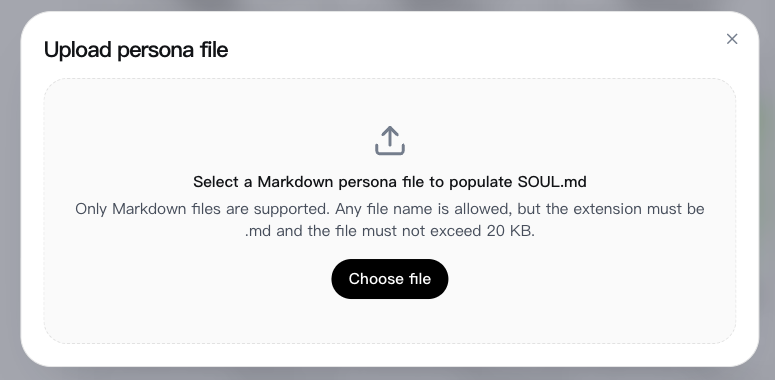 Upload persona file
Select a Markdown persona file to populate SOUL.md
Only Markdown files are supported. Any file name is allowed, but the extension must be
.md and the file must not exceed 20 KB.
Choose file